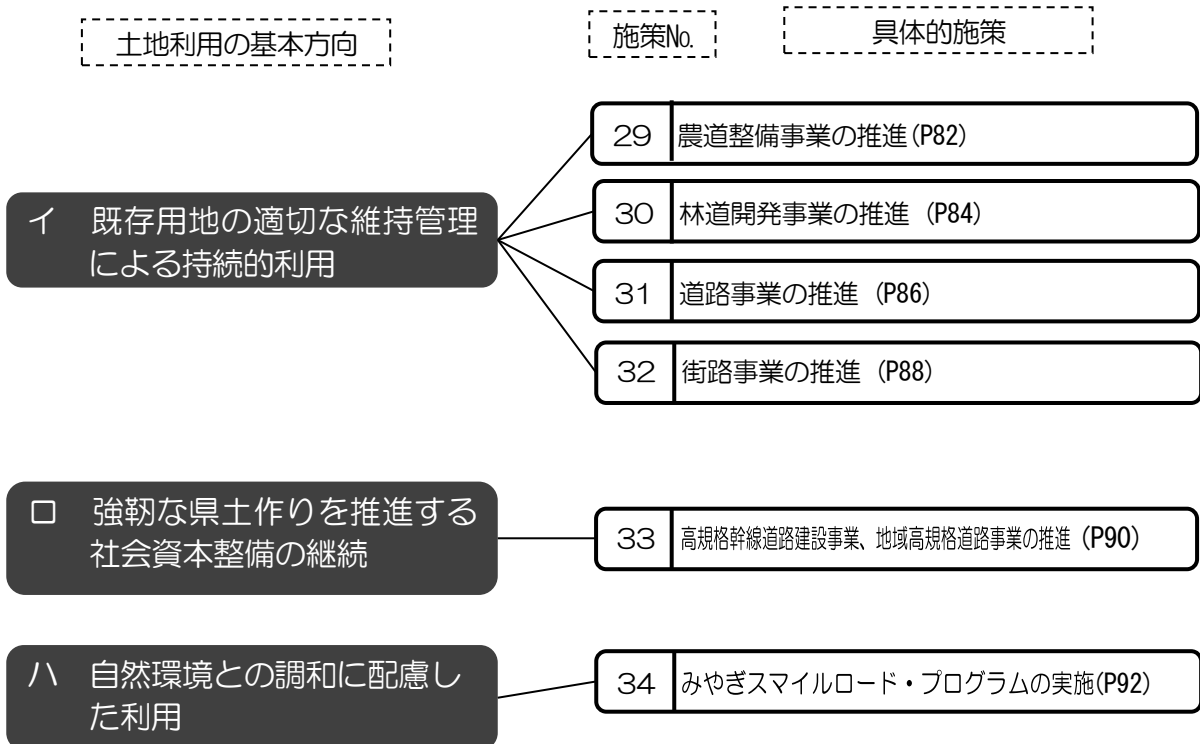 土地利用の基本方向
施策No.
具体的施策
イ 既存用地の適切な維持管理
による持続的利用
29 農道整備事業の推進(P82)
30 林道開発事業の推進 (P84)
31 道路事業の推進 (P86)
32 街路事業の推進 (P88)
ロ 強靭な県土作りを推進する
社会資本整備の継続
33 高規格幹線道路建設事業、地域高規格道路事業の推進 (P90)
ハ 自然環境との調和に配慮し
た利用
34 みやぎスマイルロード・プログラムの実施(P92)